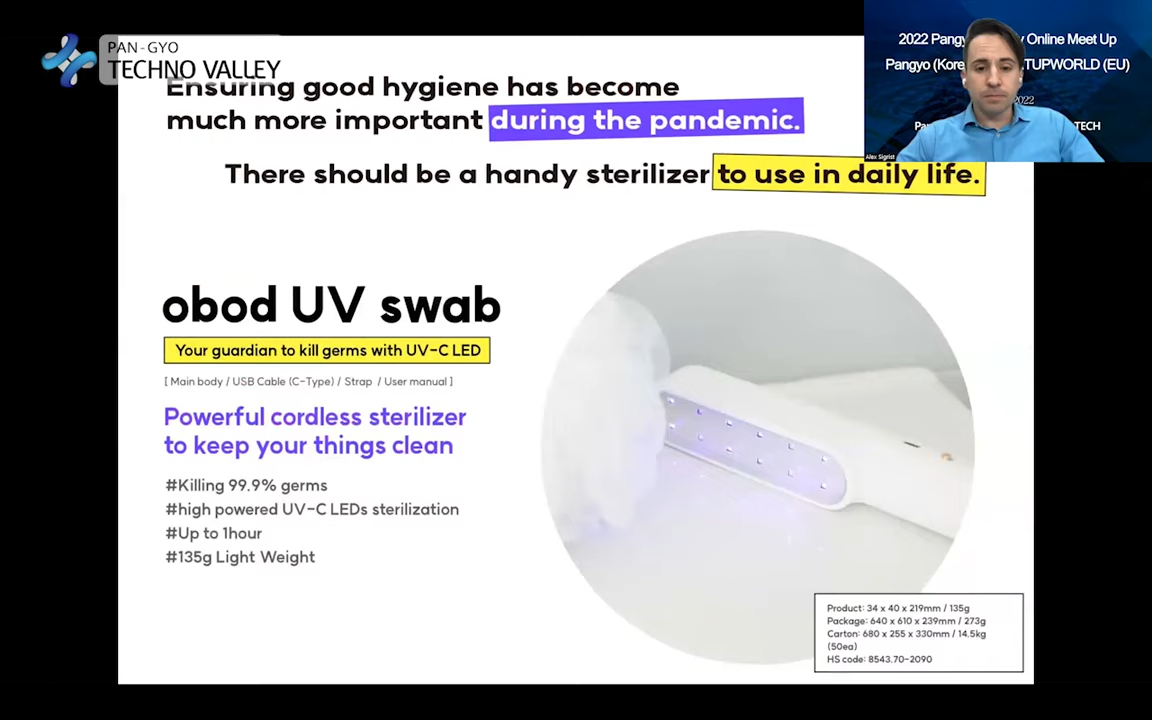 PAN-GYO
TECHNO VALLEY
2022 Pangy Online Meet Up
Pangyo (Kore TUPWORLD (EU)
2022
TECH
Alex Sigrist
Ensuring good hygiene has become
much more important during the pandemic.
There should be a handy sterilizer to use in daily life.
obod UV swab
Your guardian to kill germs with UV-C LED
[ Main body / USB Cable (C-Type) / Strap / User manual ]
Powerful cordless sterilizer
to keep your things clean
#Killing 99.9% germs
#high powered UV-C LEDs sterilization
#Up to 1hour
#135g Light Weight
Product: 34 x 40 x 219mm / 135g
Package: 640 x 610 x 239mm / 273g
Carton: 680 x 255 x 330mm / 14.5kg
(50ea)
HS code: 8543.70-2090